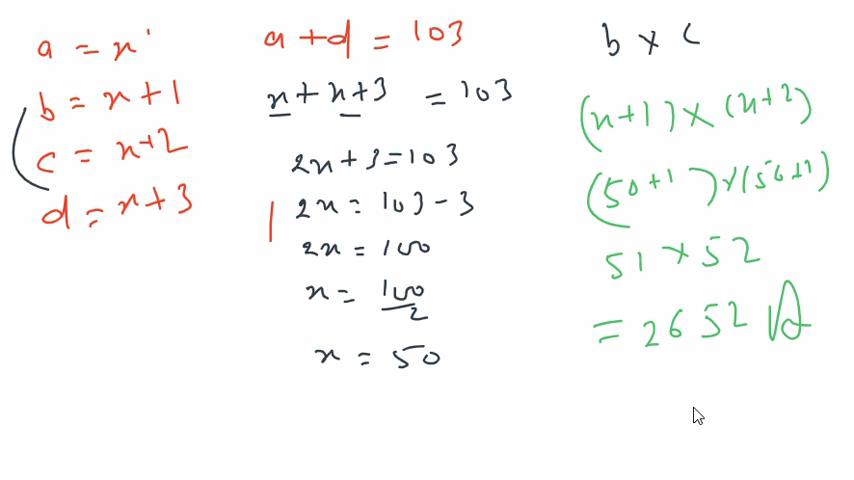 a = x
b = x+1
c = x+2
d = x+3
a + d = 103
x + x+3 = 103
2x + 3 = 103
2x = 103 - 3
2x = 100
x = 100/2
x = 50
b × c
(x+1) × (x+2)
(50+1) × (50+2)
51 × 52
= 2652